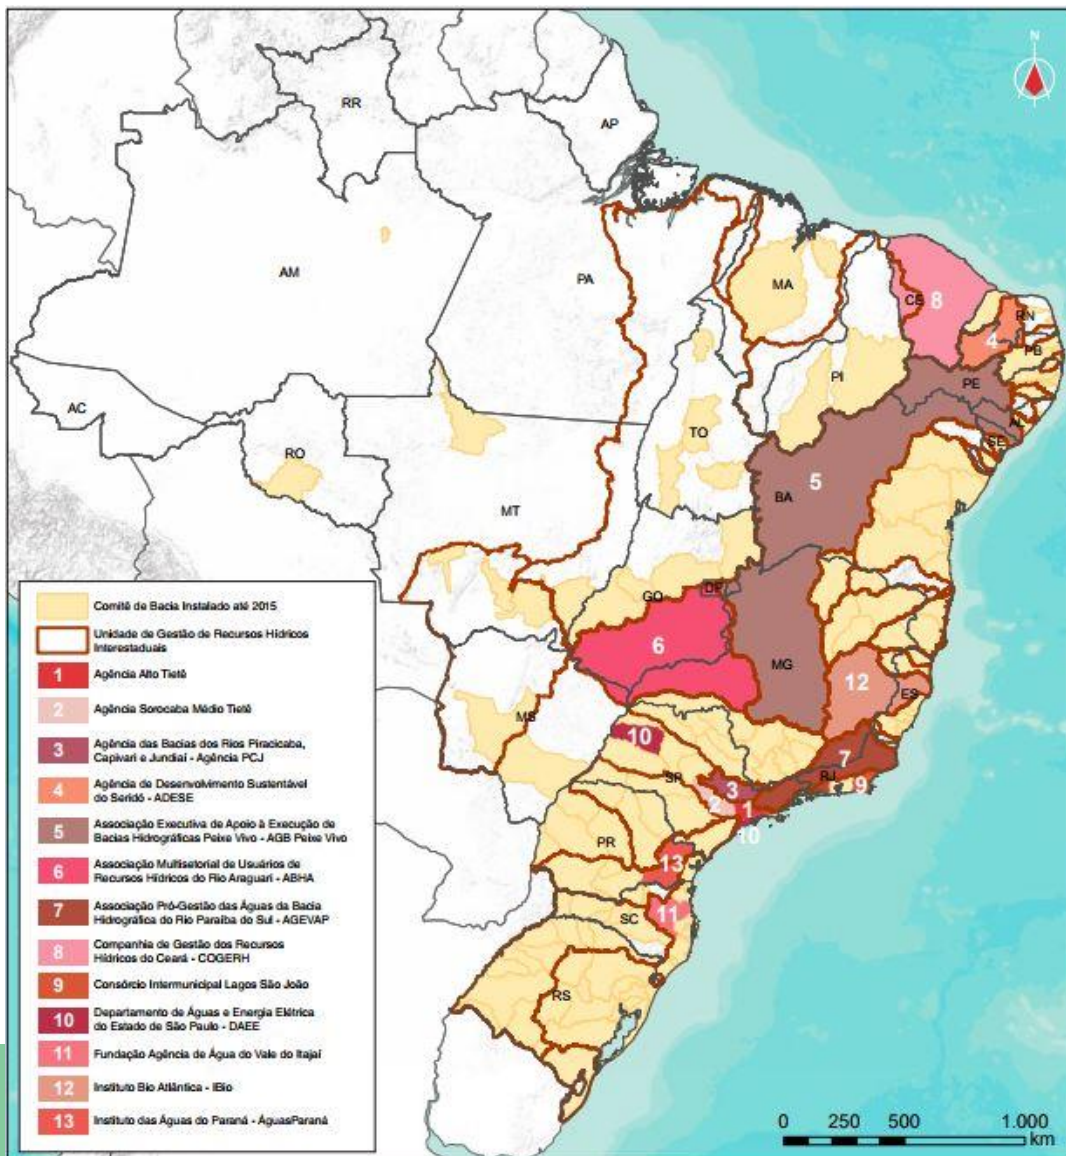 N
RR
AP
AM
PA
MA
CE
8
RN
4
PB
PI
PE
AC
TO
AL
SE
RO
5
BA
MT
DF
GO
6
MG
12
ES
MS
10
7
SP
RJ
9
3
2
1
10
PR
13
SC
11
RS
Comitê de Bacia Instalado até 2015
Unidade de Gestão de Recursos Hídricos
Interestaduais
1 Agência Alto Tietê
2 Agência Sorocaba Médio Tietê
3 Agência das Bacias dos Rios Piracicaba,
Capivari e Jundiaí - Agência PCJ
4 Agência de Desenvolvimento Sustentável
do Seridó - ADESE
5 Associação Executiva de Apoio à Execução de
Bacias Hidrográficas Peixe Vivo - AGB Peixe Vivo
6 Associação Multisetorial de Usuários de
Recursos Hídricos do Rio Araguari - ABHA
7 Associação Pró-Gestão das Águas da Bacia
Hidrográfica do Rio Paraíba do Sul - AGEVAP
8 Companhia de Gestão dos Recursos
Hídricos do Ceará - COGERH
9 Consórcio Intermunicipal Lagos São João
10 Departamento de Águas e Energia Elétrica
do Estado de São Paulo - DAEE
11 Fundação Agência de Água do Vale do Itajaí
12 Instituto Bio Atlântica - IBio
13 Instituto das Águas do Paraná - ÁguasParaná
0 250 500 1.000
km